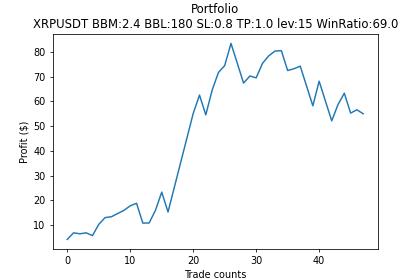 Portfolio
XRPUSDT BBM:2.4 BBL:180 SL:0.8 TP:1.0 lev:15 WinRatio:69.0
80
70
60
50
40
30
20
10
Profit ($)
0 10 20 30 40
Trade counts